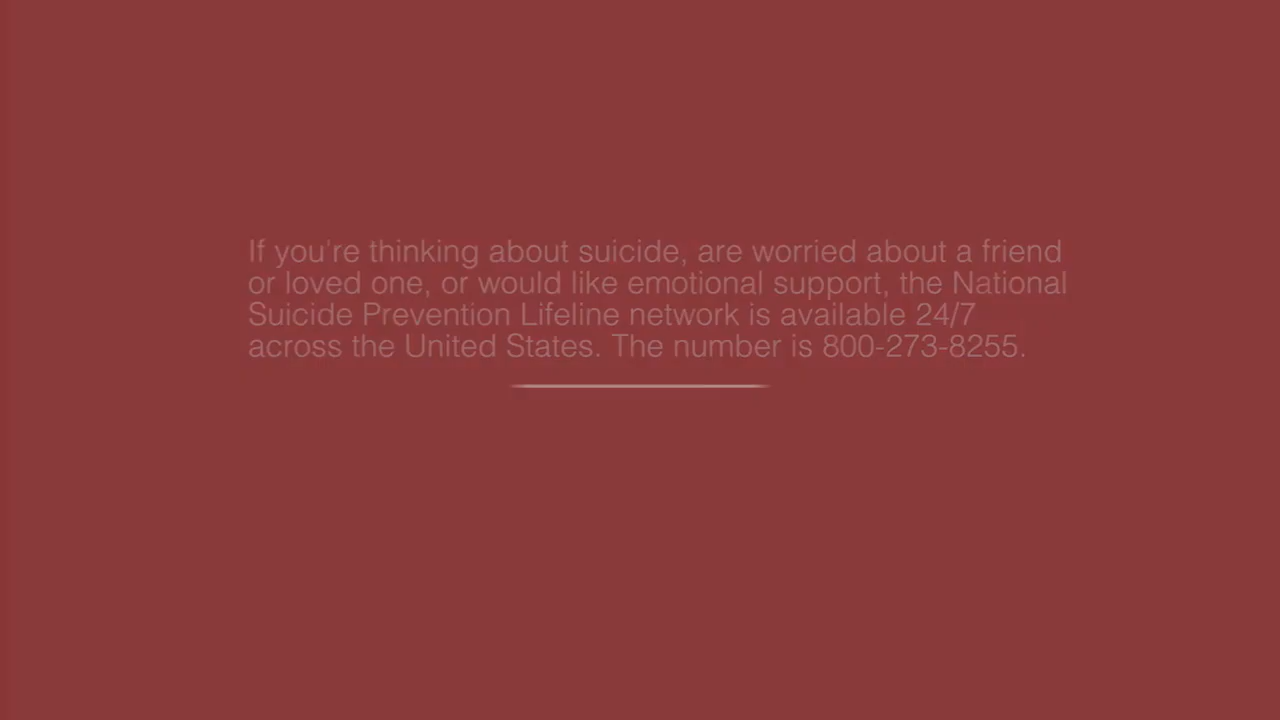 If you're thinking about suicide, are worried about a friend
or loved one, or would like emotional support, the National
Suicide Prevention Lifeline network is available 24/7
across the United States. The number is 800-273-8255.